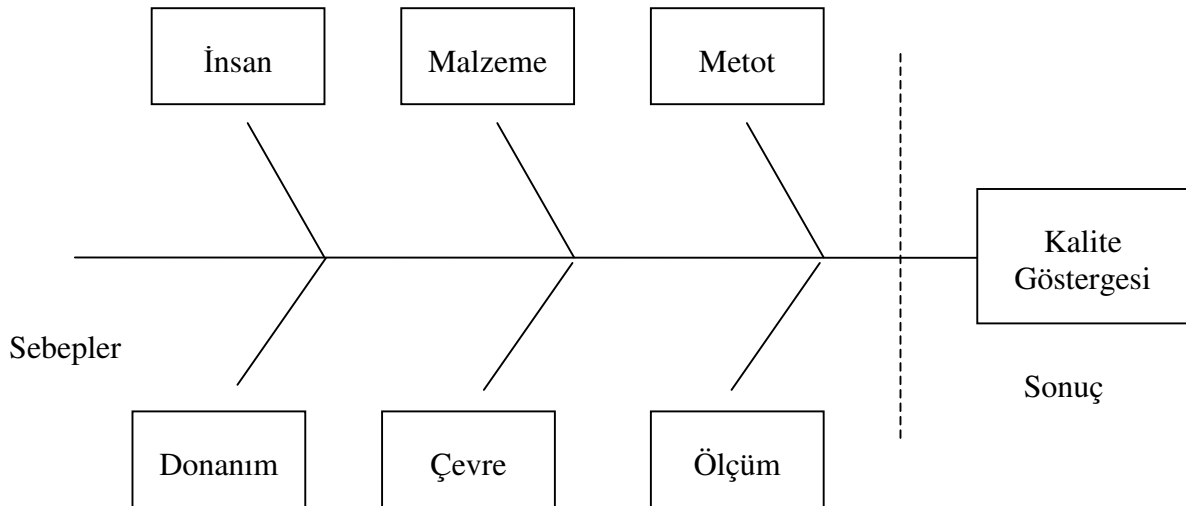 İnsan
Malzeme
Metot
Kalite
Göstergesi
Sebepler
Sonuç
Donanım
Çevre
Ölçüm